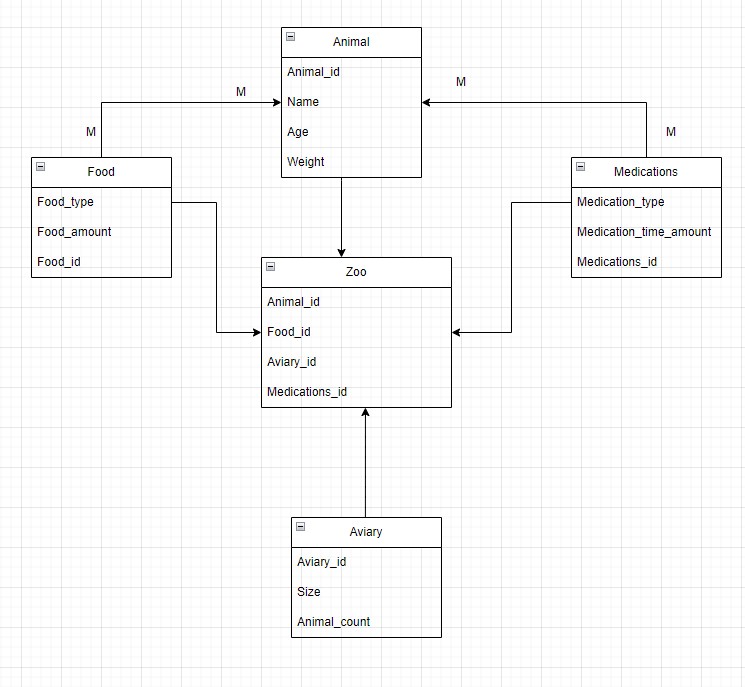 Animal
Animal_id
Name
Age
Weight
M
M
M
M
Food
Food_type
Food_amount
Food_id
Medications
Medication_type
Medication_time_amount
Medications_id
Zoo
Animal_id
Food_id
Aviary_id
Medications_id
Aviary
Aviary_id
Size
Animal_count